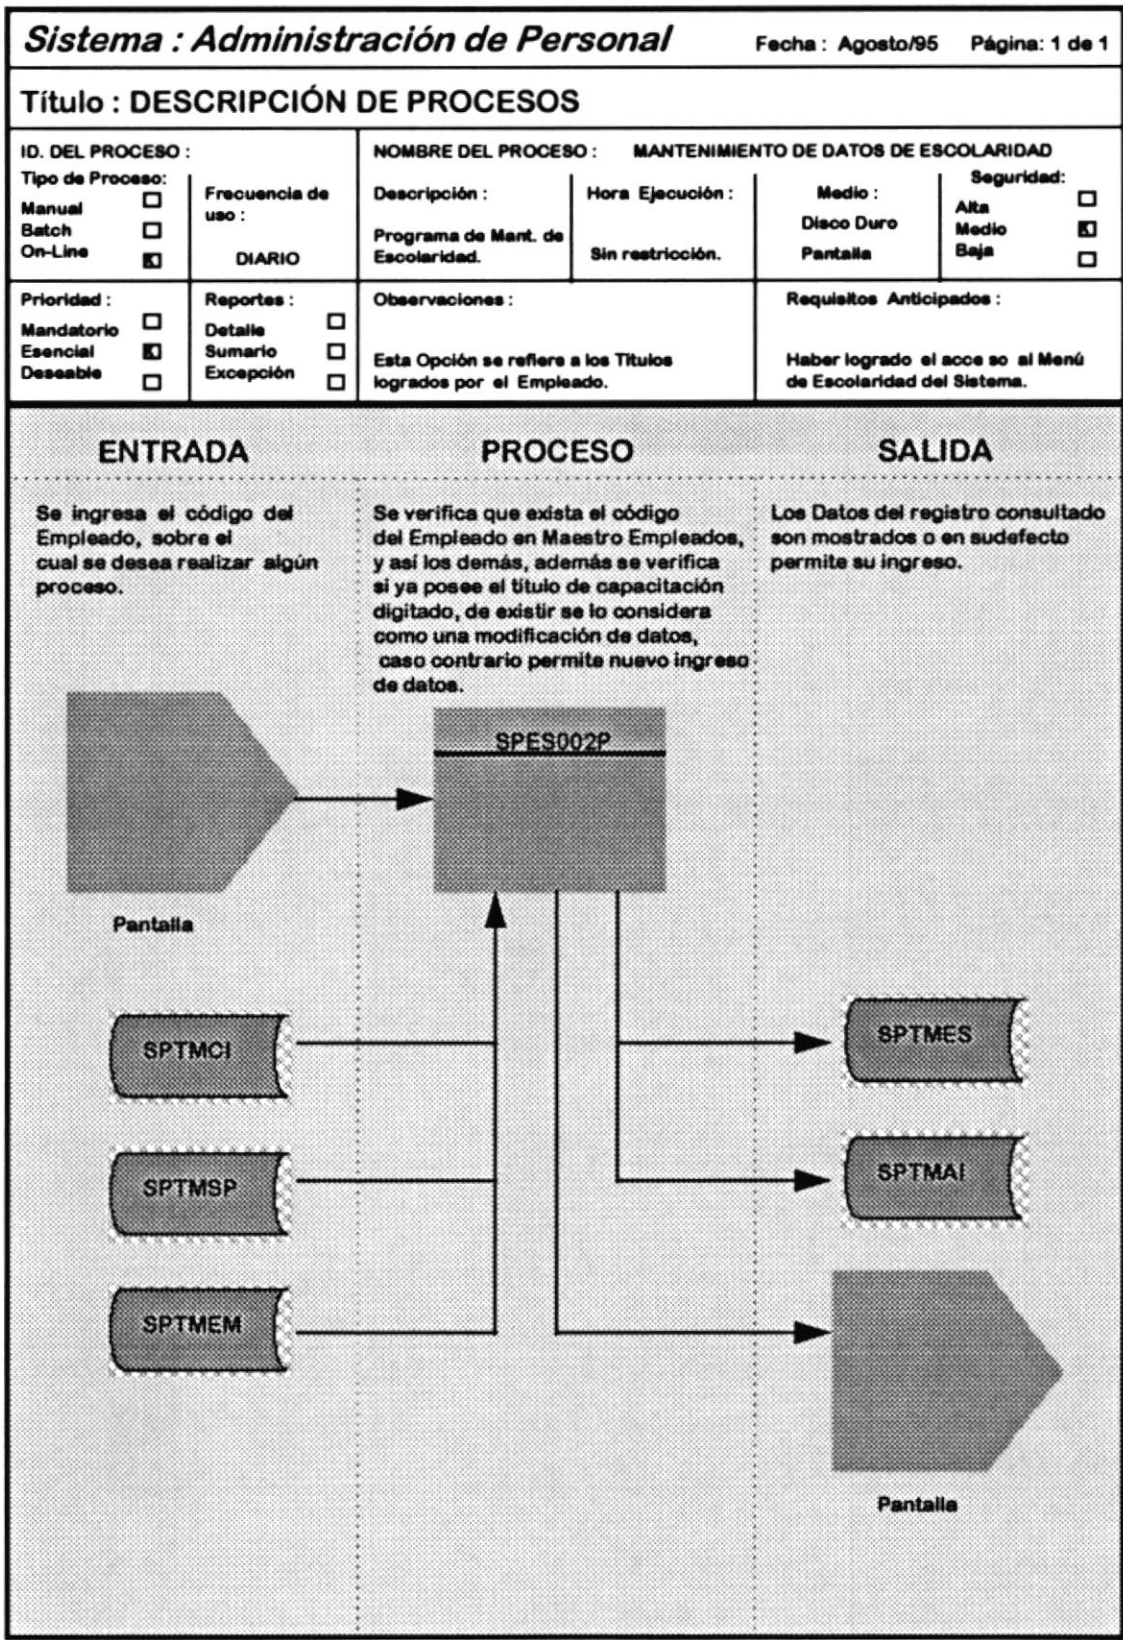 Sistema : Administración de Personal
Fecha : Agosto/95 Página: 1 de 1
Título : DESCRIPCIÓN DE PROCESOS
ID. DEL PROCESO :
Tipo de Proceso:
Manual
Batch
On-Line
Frecuencia de
uso :
DIARIO
NOMBRE DEL PROCESO : MANTENIMIENTO DE DATOS DE ESCOLARIDAD
Descripción :
Programa de Mant. de
Escolaridad.
Hora Ejecución :
Sin restricción.
Medio :
Disco Duro
Pantalla
Seguridad:
Alta
Medio
Baja
Prioridad :
Mandatorio
Esencial
Deseable
Reportes :
Detalle
Sumario
Excepción
Observaciones :
Esta Opción se refiere a los Titulos
logrados por el Empleado.
Requisitos Anticipados :
Haber logrado el acce so al Menú
de Escolaridad del Sistema.
ENTRADA
Se ingresa el código del
Empleado, sobre el
cual se desea realizar algún
proceso.
PROCESO
Se verifica que exista el código
del Empleado en Maestro Empleados,
y así los demás, además se verifica
si ya posee el título de capacitación
digitado, de existir se lo considera
como una modificación de datos,
caso contrario permite nuevo ingreso
de datos.
SALIDA
Los Datos del registro consultado
son mostrados o en sudefecto
permite su ingreso.
SPES002P
Pantalla
SPTMCI
SPTMES
SPTMSP
SPTMAI
SPTMEM
Pantalla